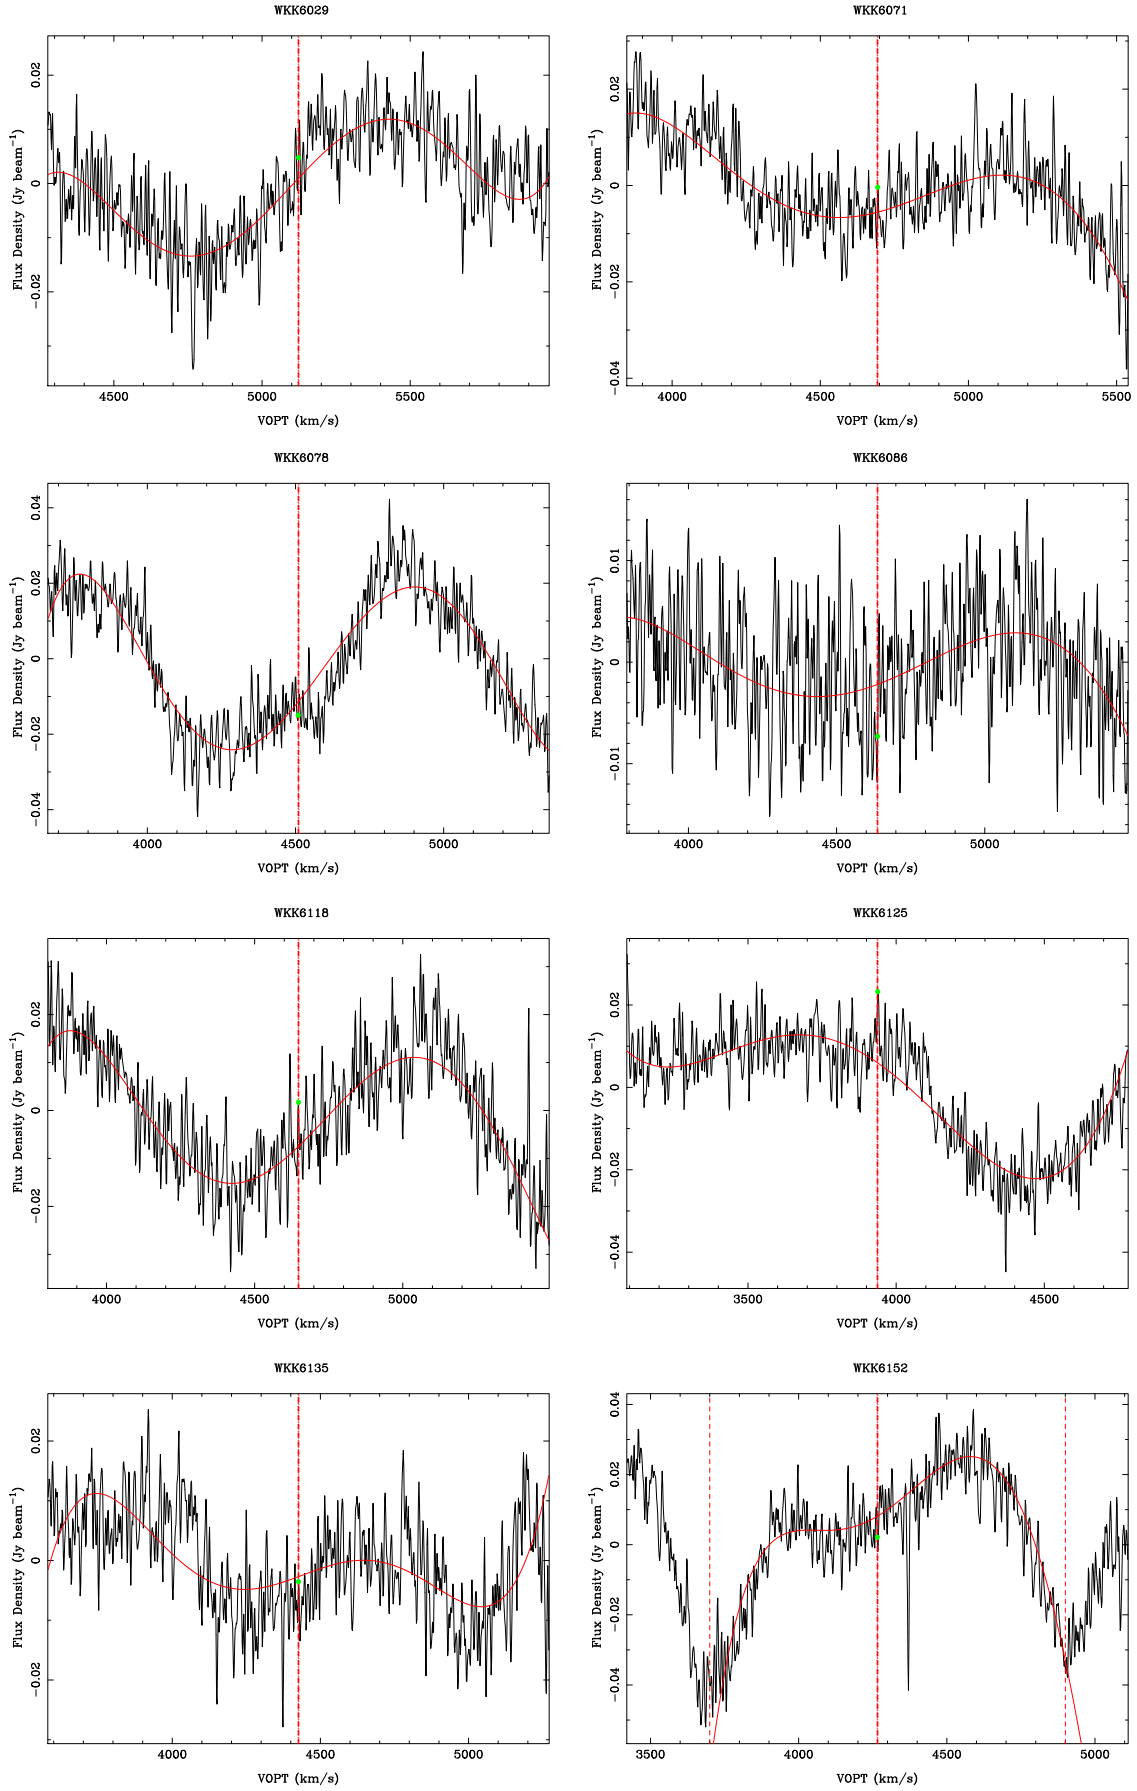 WKK6029 WKK6071
0.02 0.02
0 0
−0.02 −0.02
−0.04
Flux Density (Jy beam⁻¹) Flux Density (Jy beam⁻¹)
4500 5000 5500 4000 4500 5000 5500
VOPT (km/s) VOPT (km/s)
WKK6078 WKK6086
0.04 0.01
0.02 0
0 −0.01
−0.02
−0.04
Flux Density (Jy beam⁻¹) Flux Density (Jy beam⁻¹)
4000 4500 5000 4000 4500 5000
VOPT (km/s) VOPT (km/s)
WKK6118 WKK6125
0.02 0.02
0 0
−0.02 −0.02
−0.04
Flux Density (Jy beam⁻¹) Flux Density (Jy beam⁻¹)
4000 4500 5000 3500 4000 4500
VOPT (km/s) VOPT (km/s)
WKK6135 WKK6152
0.02 0.04
0 0.02
−0.02 0
−0.02
−0.04
Flux Density (Jy beam⁻¹) Flux Density (Jy beam⁻¹)
4000 4500 5000 3500 4000 4500 5000
VOPT (km/s) VOPT (km/s)